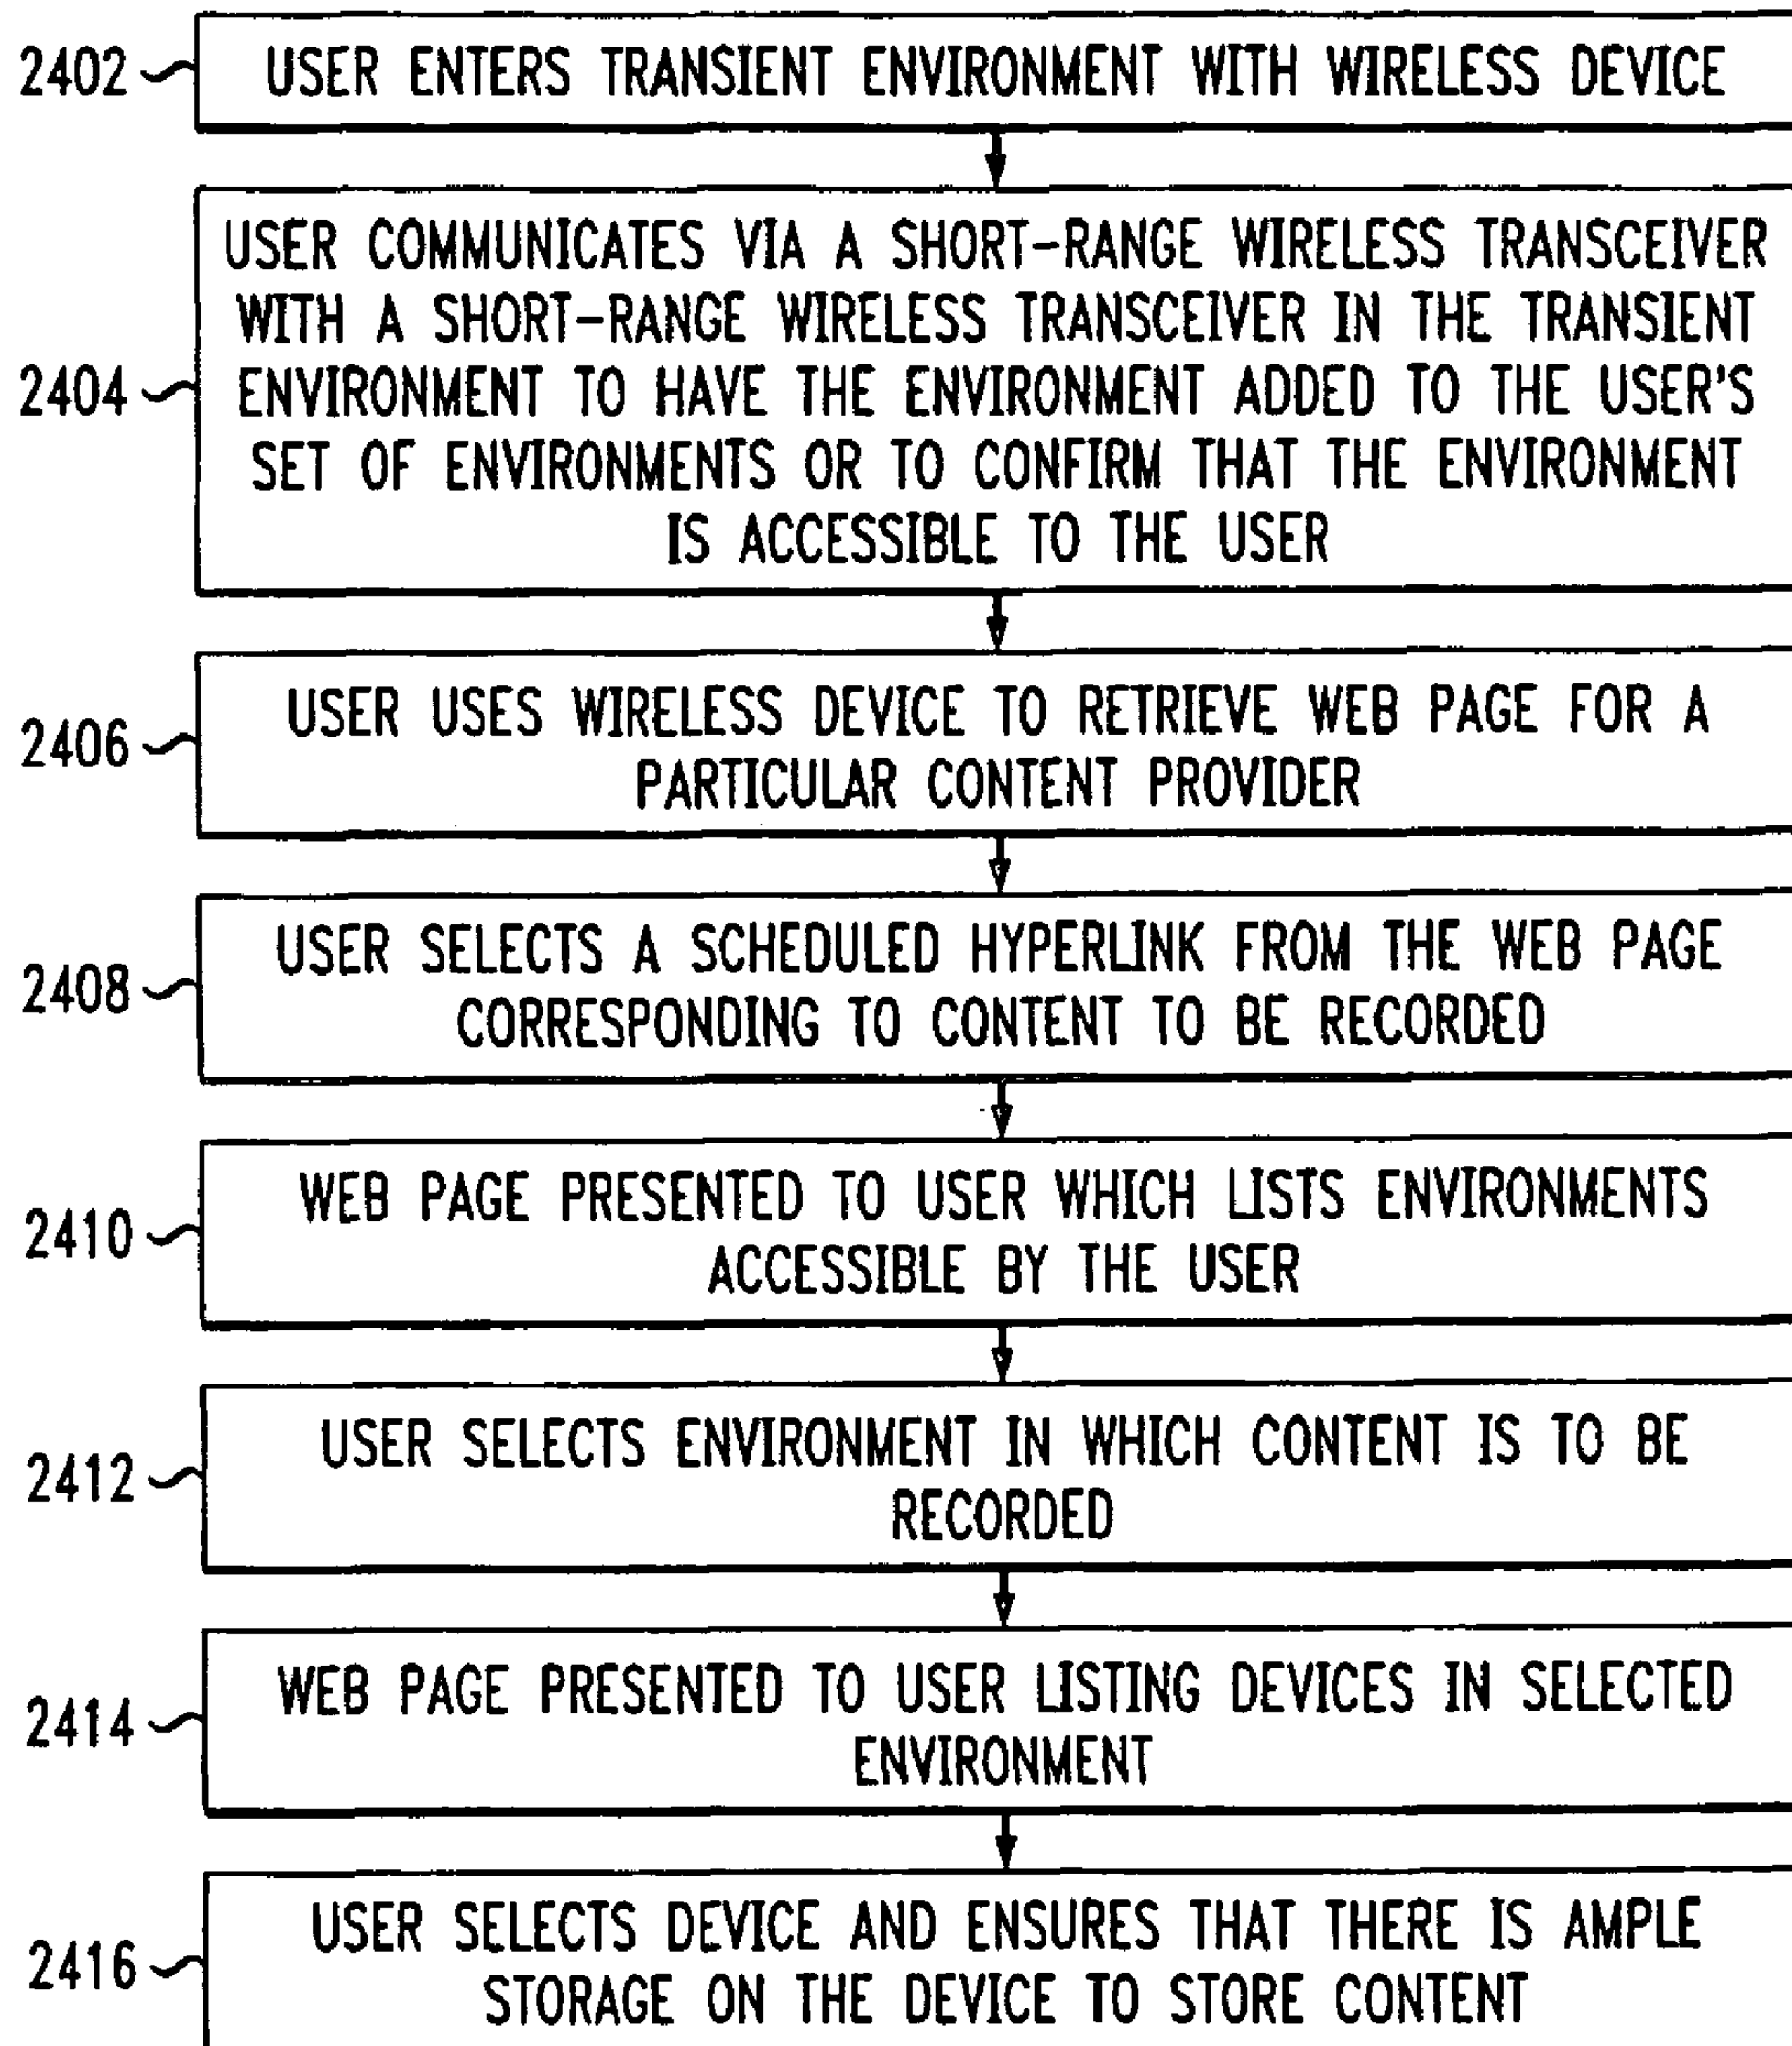 2402 USER ENTERS TRANSIENT ENVIRONMENT WITH WIRELESS DEVICE
USER COMMUNICATES VIA A SHORT-RANGE WIRELESS TRANSCEIVER
WITH A SHORT-RANGE WIRELESS TRANSCEIVER IN THE TRANSIENT
2404 ENVIRONMENT TO HAVE THE ENVIRONMENT ADDED TO THE USER'S
SET OF ENVIRONMENTS OR TO CONFIRM THAT THE ENVIRONMENT
IS ACCESSIBLE TO THE USER
2406 USER USES WIRELESS DEVICE TO RETRIEVE WEB PAGE FOR A
PARTICULAR CONTENT PROVIDER
2408 USER SELECTS A SCHEDULED HYPERLINK FROM THE WEB PAGE
CORRESPONDING TO CONTENT TO BE RECORDED
2410 WEB PAGE PRESENTED TO USER WHICH LISTS ENVIRONMENTS
ACCESSIBLE BY THE USER
2412 USER SELECTS ENVIRONMENT IN WHICH CONTENT IS TO BE
RECORDED
2414 WEB PAGE PRESENTED TO USER LISTING DEVICES IN SELECTED
ENVIRONMENT
2416 USER SELECTS DEVICE AND ENSURES THAT THERE IS AMPLE
STORAGE ON THE DEVICE TO STORE CONTENT